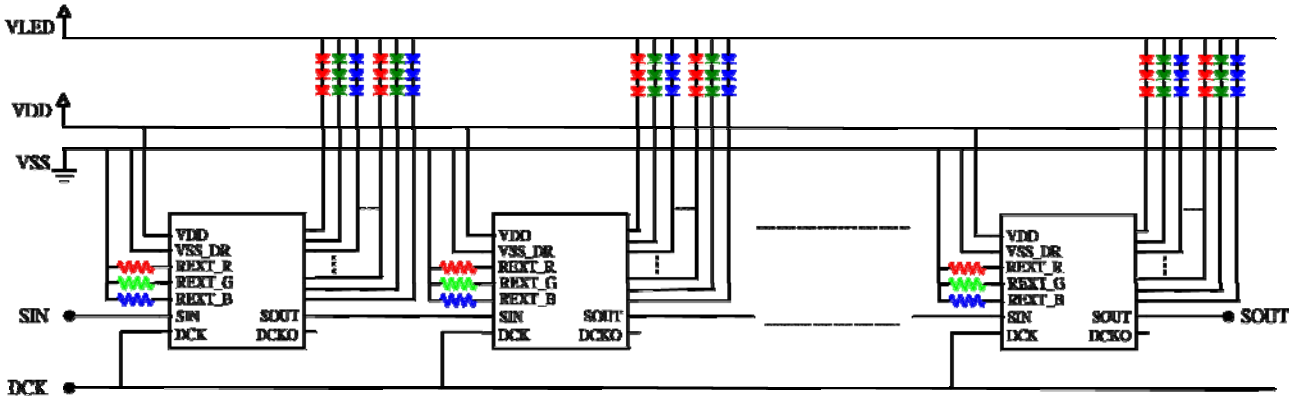 VLED
VDD
VSS
VDD
VSS_DR
REXT_R
REXT_G
REXT_B
SIN
SOUT
DCK
DCKO
VDD
VSS_DR
REXT_R
REXT_G
REXT_B
SIN
SOUT
DCK
DCKO
VDD
VSS_DR
REXT_R
REXT_G
REXT_B
SIN
SOUT
DCK
DCKO
SIN
SOUT
DCK